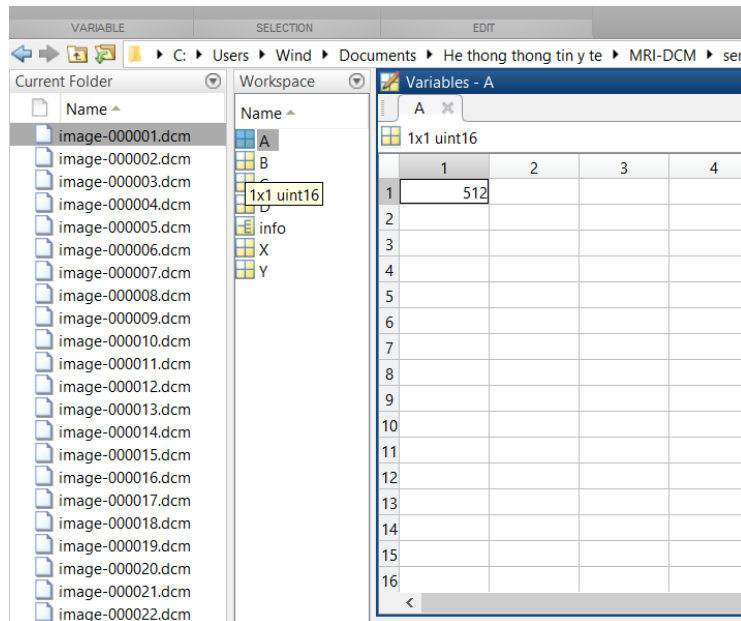 VARIABLE SELECTION EDIT
C: Users Wind Documents He thong thong tin y te MRI-DCM ser
Current Folder
Name
image-000001.dcm
image-000002.dcm
image-000003.dcm
image-000004.dcm
image-000005.dcm
image-000006.dcm
image-000007.dcm
image-000008.dcm
image-000009.dcm
image-000010.dcm
image-000011.dcm
image-000012.dcm
image-000013.dcm
image-000014.dcm
image-000015.dcm
image-000016.dcm
image-000017.dcm
image-000018.dcm
image-000019.dcm
image-000020.dcm
image-000021.dcm
image-000022.dcm
Workspace
Name
A
B
1x1 uint16
info
X
Y
Variables - A
A
1x1 uint16
1 2 3 4
1 512
2
3
4
5
6
7
8
9
10
11
12
13
14
15
16